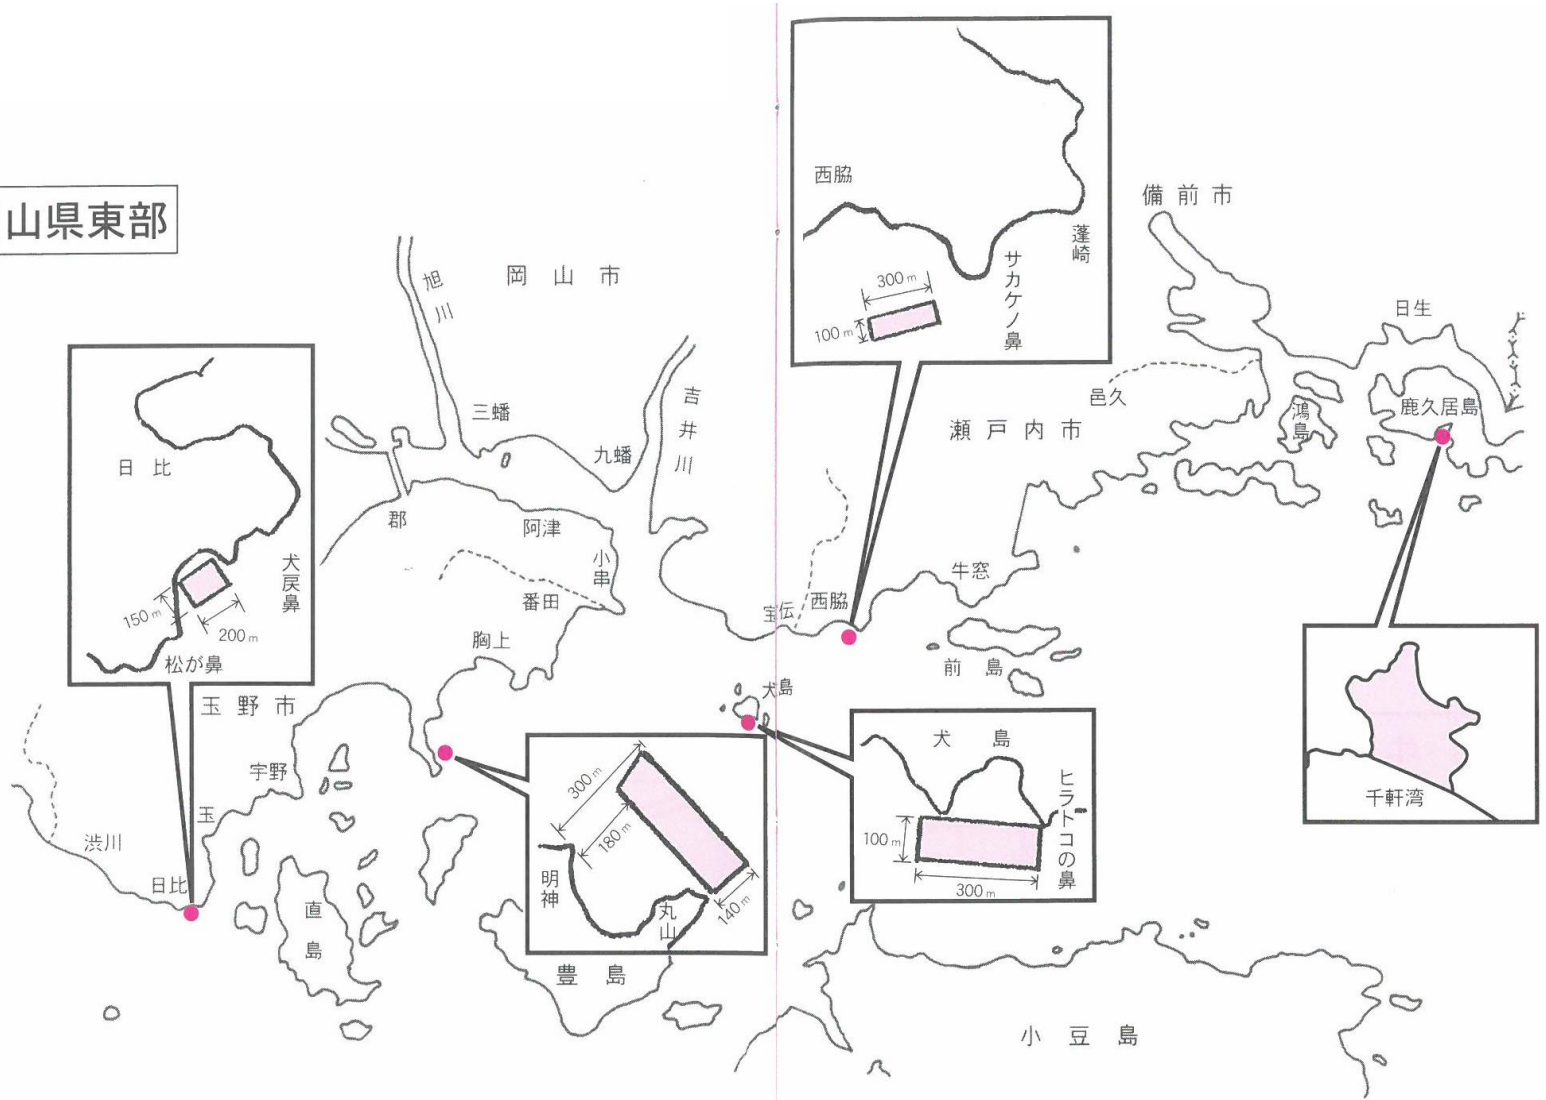 山県東部
岡山市
旭川
三蟠
九蟠
吉井川
郡
阿津
小串
番田
胸上
玉野市
宇野
玉
渋川
日比
直島
豊島
小豆島
犬島
宝伝
西脇
牛窓
前島
瀬戸内市
邑久
備前市
日生
鴻島
鹿久居島
日比
犬戻鼻
150m
200m
松が鼻
西脇
蓬崎
サカケノ鼻
300m
100m
300m
180m
140m
明神
丸山
犬島
ヒラトコの鼻
100m
300m
千軒湾